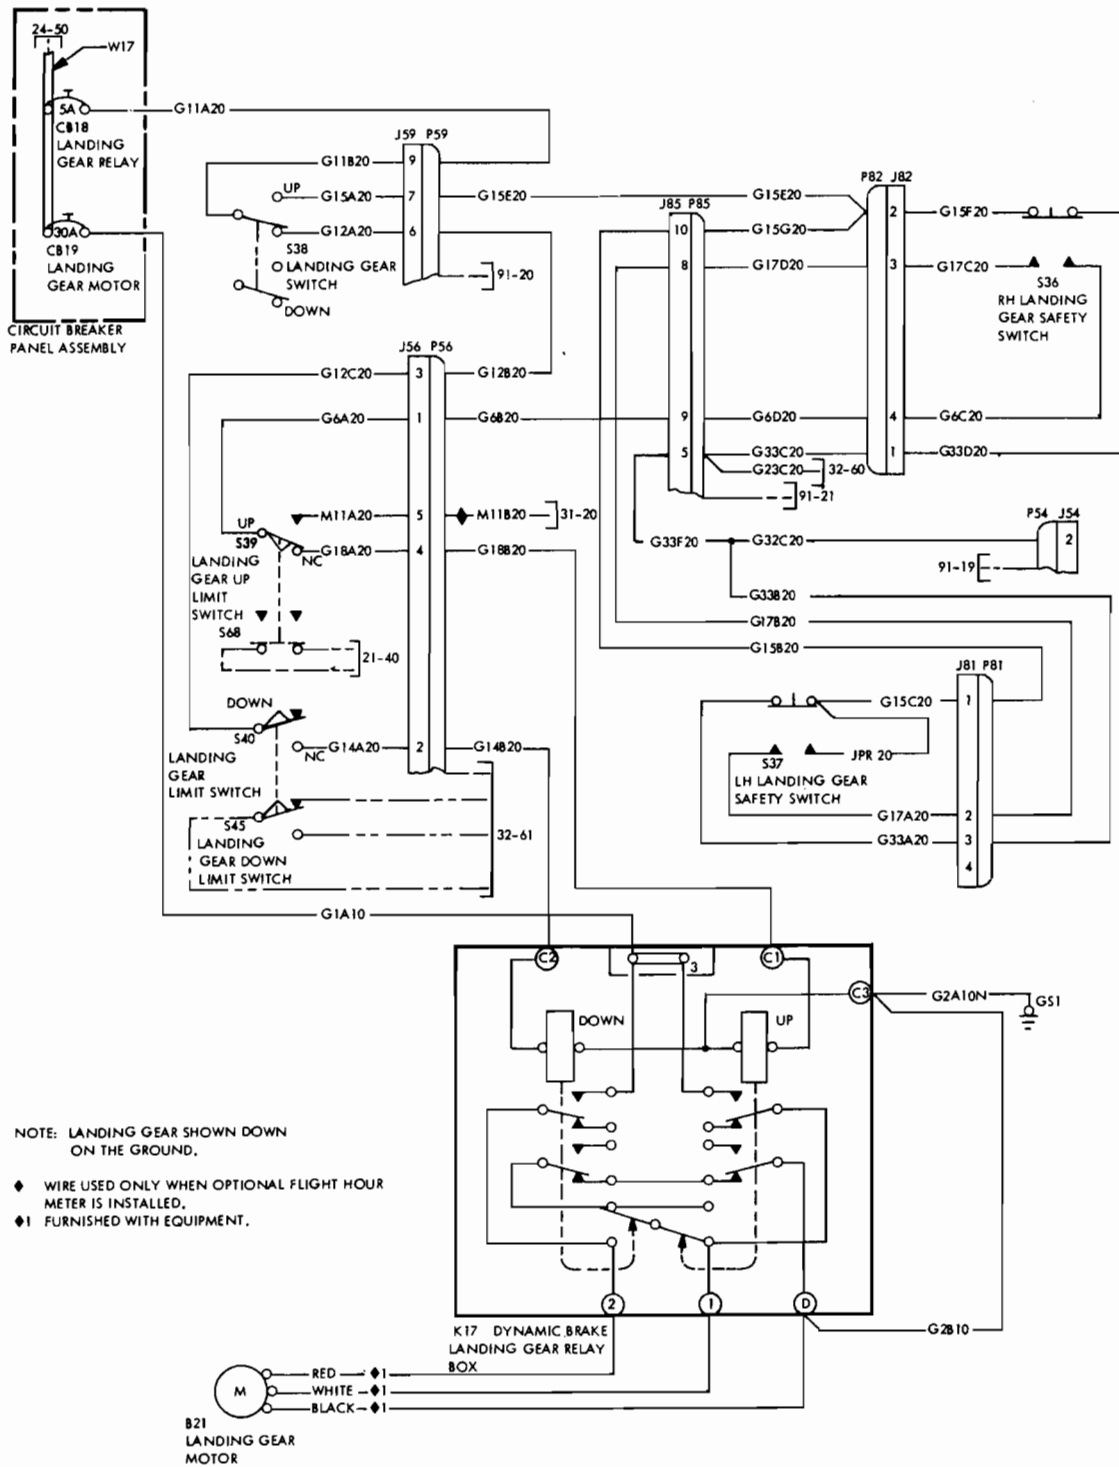 24-50
W17
5A
G11A20
CB18
LANDING
GEAR RELAY
30A
CB19
LANDING
GEAR MOTOR
CIRCUIT BREAKER
PANEL ASSEMBLY
J59 P59
G11B20 9
UP
G15A20 7 G15E20
G12A20 6
S38
LANDING GEAR
SWITCH
DOWN
91-20
G15E20
P82 J82
J85 P85
2 G15F20
10 G15G20
8 G17D20 3 G17C20
S36
RH LANDING
GEAR SAFETY
SWITCH
J56 P56
G12C20 3 G12B20
G6A20 1 G6B20
9 G6D20 4 G6C20
5 G33C20 1 G33D20
G23C20 32-60
91-21
M11A20 5 M11B20 31-20
UP
S39
NC
G18A20 4 G18B20
LANDING
GEAR UP
LIMIT
SWITCH
S68
21-40
G33F20 G32C20
P54 J54
2
91-19
G33B20
G17B20
G15B20
J81 P81
G15C20 1
JPR 20
S37
LH LANDING GEAR
SAFETY SWITCH
G17A20 2
G33A20 3
4
DOWN
S40
NC
G14A20 2 G14B20
LANDING
GEAR
LIMIT SWITCH
S45
LANDING
GEAR DOWN
LIMIT SWITCH
32-61
G1A10
C2
3
C1
C3
G2A10N
GS1
DOWN
UP
NOTE: LANDING GEAR SHOWN DOWN
ON THE GROUND.
♦ WIRE USED ONLY WHEN OPTIONAL FLIGHT HOUR
METER IS INSTALLED.
♦1 FURNISHED WITH EQUIPMENT.
2 1 D
G2B10
K17 DYNAMIC BRAKE
LANDING GEAR RELAY
BOX
M
RED ♦1
WHITE ♦1
BLACK ♦1
B21
LANDING GEAR
MOTOR